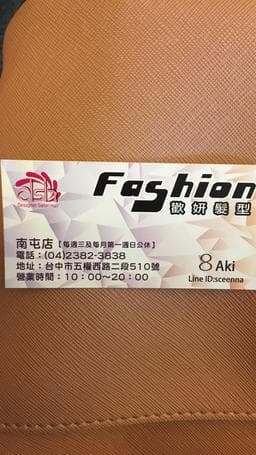 Fashion
歡妍髮型
Designer Salon Hair
南屯店【每週三及每月第一週日公休】
電話：(04)2382-3838
地址：台中市五權西路二段510號
營業時間：10：00～20：00
8 Aki
Line ID:sceenna